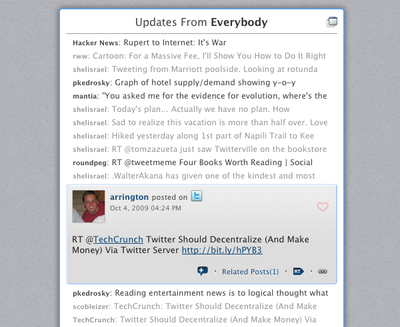 Updates From Everybody
Hacker News: Rupert to Internet: It's War
rww: Cartoon: For a Massive Fee, I'll Show You How to Do It Right
shelisrael: Tweeting from Marriott poolside. Looking at rotunda
pkedrosky: Graph of hotel supply/demand showing y-o-y
mantia: "You asked me for the evidence for evolution, where's the
shelisrael: Today's plan... Actually we have no plan. How
shelisrael: Sad to realize this vacation is more than half over. Love
shelisrael: Hiked yesterday along 1st part of Napili Trail to Kee
shelisrael: RT @tomzazueta just saw Twitterville on the bookstore
roundpeg: RT @tweetmeme Four Books Worth Reading | Social
shelisrael: .WalterAkana has given one of the kindest and most
arrington posted on
Oct 4, 2009 04:24 PM
RT @TechCrunch Twitter Should Decentralize (And Make
Money) Via Twitter Server http://bit.ly/hPYB3
· Related Posts(1) · RT ·
pkedrosky: Reading entertainment news is to logical thought what
scobleizer: TechCrunch: Twitter Should Decentralize (And Make
TechCrunch: Twitter Should Decentralize (And Make Money) Via